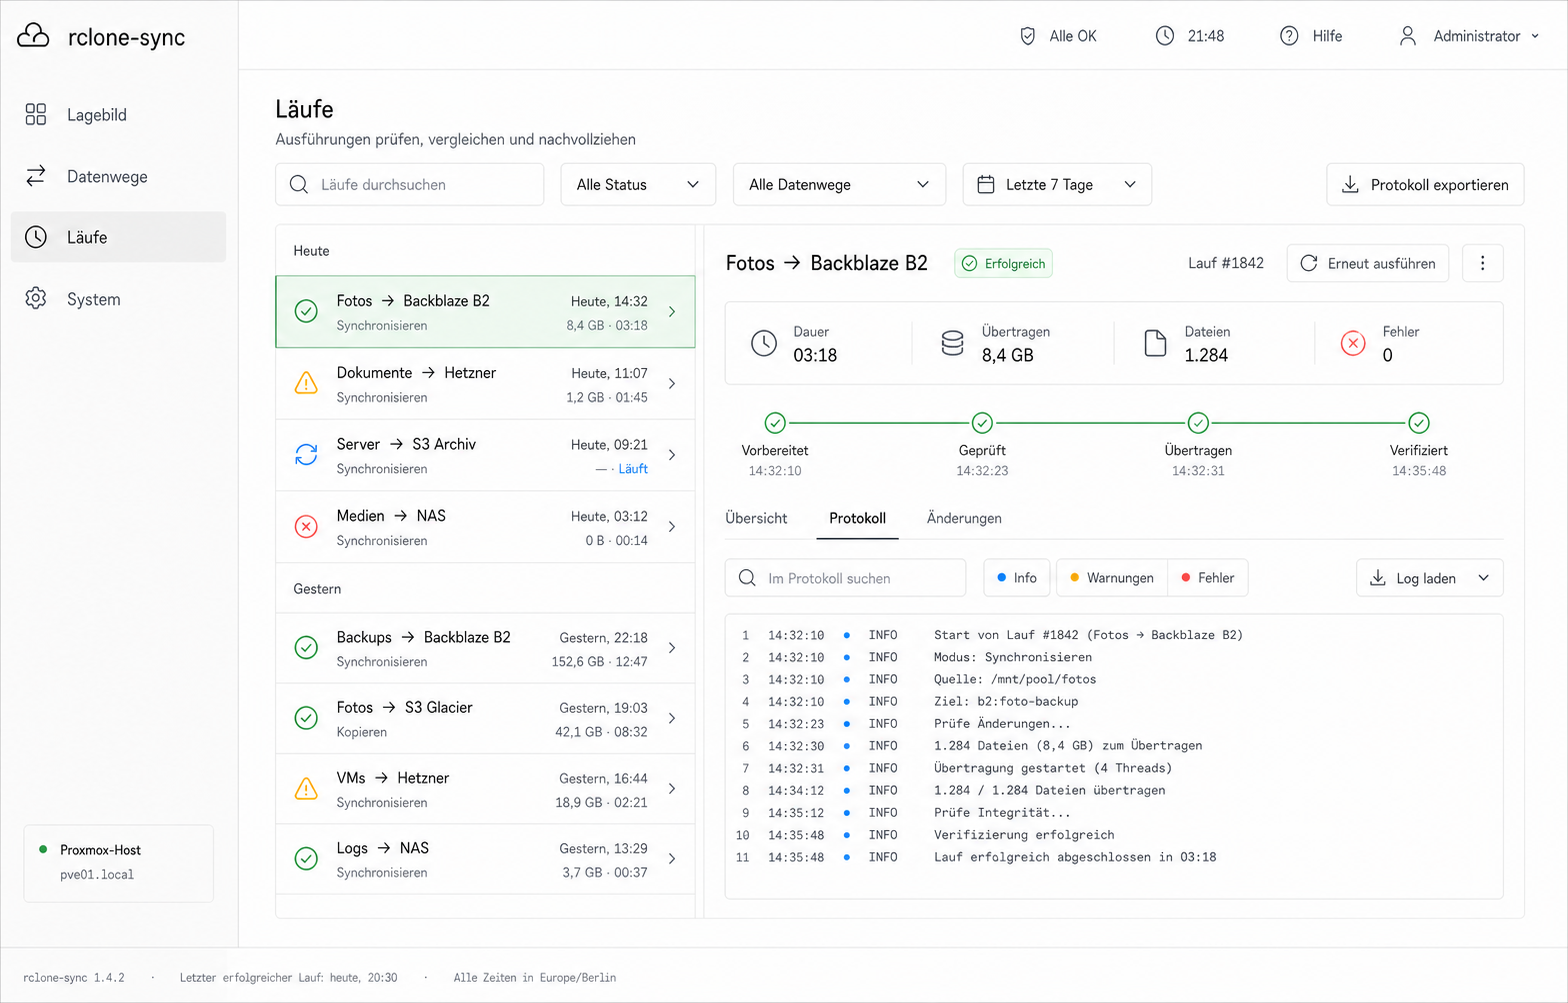 rclone-sync
Alle OK
21:48
Hilfe
Administrator
Lagebild
Datenwege
Läufe
System
Proxmox-Host
pve01.local
Läufe
Ausführungen prüfen, vergleichen und nachvollziehen
Läufe durchsuchen
Alle Status
Alle Datenwege
Letzte 7 Tage
Protokoll exportieren
Heute
Fotos → Backblaze B2
Heute, 14:32
Synchronisieren
8,4 GB · 03:18
Dokumente → Hetzner
Heute, 11:07
Synchronisieren
1,2 GB · 01:45
Server → S3 Archiv
Heute, 09:21
Synchronisieren
— · Läuft
Medien → NAS
Heute, 03:12
Synchronisieren
0 B · 00:14
Gestern
Backups → Backblaze B2
Gestern, 22:18
Synchronisieren
152,6 GB · 12:47
Fotos → S3 Glacier
Gestern, 19:03
Kopieren
42,1 GB · 08:32
VMs → Hetzner
Gestern, 16:44
Synchronisieren
18,9 GB · 02:21
Logs → NAS
Gestern, 13:29
Synchronisieren
3,7 GB · 00:37
Fotos → Backblaze B2
Erfolgreich
Lauf #1842
Erneut ausführen
Dauer
03:18
Übertragen
8,4 GB
Dateien
1.284
Fehler
0
Vorbereitet
14:32:10
Geprüft
14:32:23
Übertragen
14:32:31
Verifiziert
14:35:48
Übersicht
Protokoll
Änderungen
Im Protokoll suchen
Info
Warnungen
Fehler
Log laden
1 14:32:10 INFO Start von Lauf #1842 (Fotos → Backblaze B2)
2 14:32:10 INFO Modus: Synchronisieren
3 14:32:10 INFO Quelle: /mnt/pool/fotos
4 14:32:10 INFO Ziel: b2:foto-backup
5 14:32:23 INFO Prüfe Änderungen...
6 14:32:30 INFO 1.284 Dateien (8,4 GB) zum Übertragen
7 14:32:31 INFO Übertragung gestartet (4 Threads)
8 14:34:12 INFO 1.284 / 1.284 Dateien übertragen
9 14:35:12 INFO Prüfe Integrität...
10 14:35:48 INFO Verifizierung erfolgreich
11 14:35:48 INFO Lauf erfolgreich abgeschlossen in 03:18
rclone-sync 1.4.2 · Letzter erfolgreicher Lauf: heute, 20:30 · Alle Zeiten in Europe/Berlin